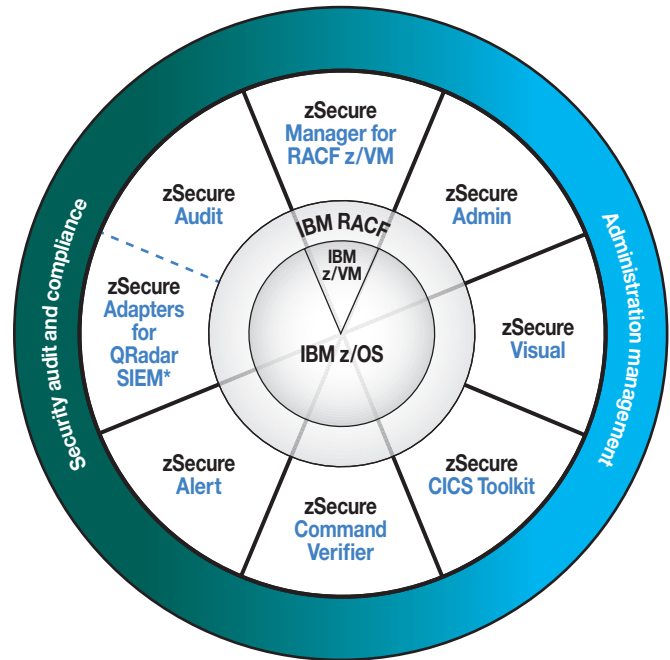 zSecure
Manager for
RACF z/VM
zSecure
Admin
zSecure
Visual
zSecure
CICS Toolkit
zSecure
Command
Verifier
zSecure
Alert
zSecure
Adapters
for
QRadar
SIEM*
zSecure
Audit
IBM RACF
IBM
z/VM
IBM z/OS
Security audit and compliance
Administration management